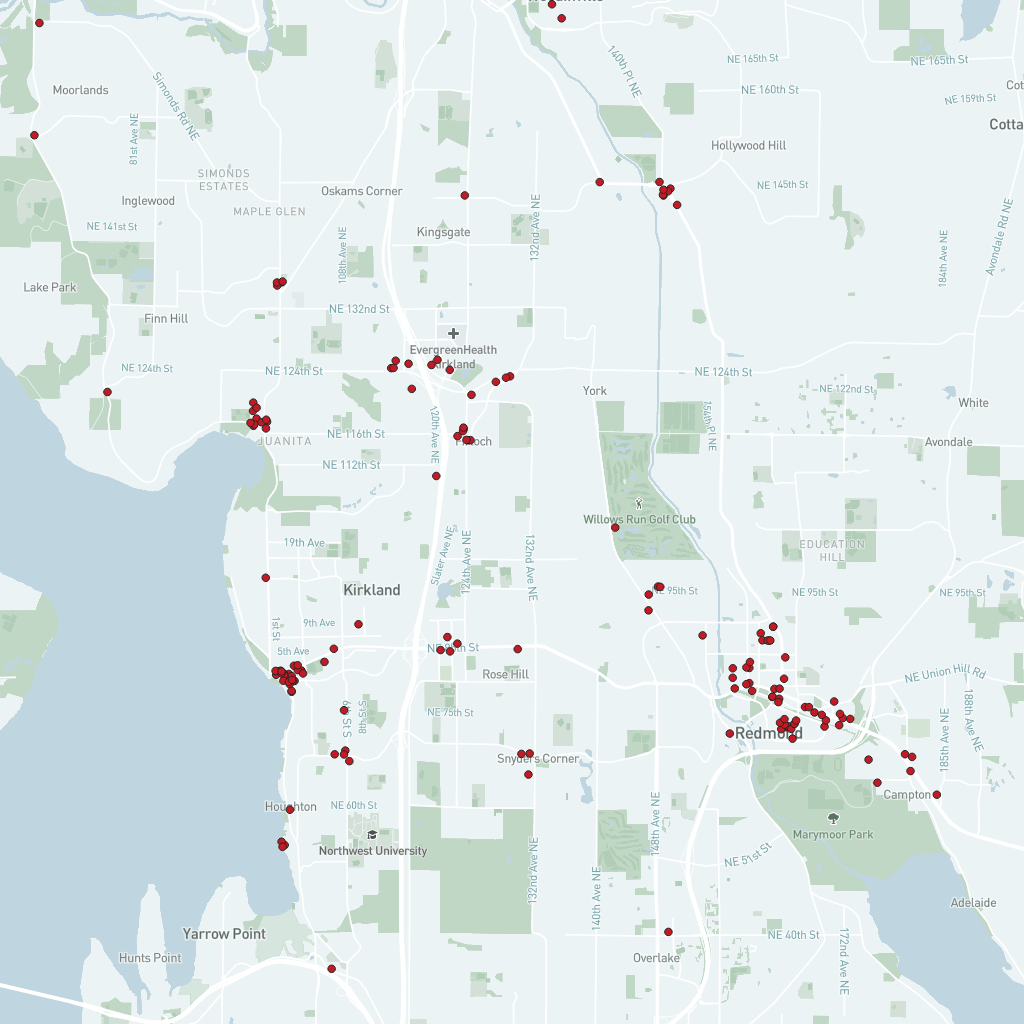 140th Pl NE
NE 165th St
NE 165th St
Moorlands
Simonds Rd NE
NE 160th St
NE 159th St
81st Ave NE
Hollywood Hill
SIMONDS
ESTATES
Oskams Corner
NE 145th St
Inglewood
MAPLE GLEN
132nd Ave NE
Avondale Rd NE
NE 141st St
108th Ave NE
Kingsgate
184th Ave NE
Lake Park
NE 132nd St
Finn Hill
EvergreenHealth
Kirkland
NE 124th St
NE 124th St
NE 124th St
York
NE 122nd St
White
120th Ave NE
154th Pl NE
JUANITA
NE 116th St
Avondale
NE 112th St
Willows Run Golf Club
19th Ave
Slater Ave NE
124th Ave NE
132nd Ave NE
EDUCATION
HILL
Kirkland
NE 95th St
NE 95th St
NE 95th St
1st St
9th Ave
5th Ave
Rose Hill
NE Union Hill Rd
6th St S
8th St S
NE 75th St
188th Ave NE
185th Ave NE
Redmond
Snyders Corner
Houghton
NE 60th St
Campton
148th Ave NE
Marymoor Park
Northwest University
NE 51st St
132nd Ave NE
140th Ave NE
Adelaide
Yarrow Point
NE 40th St
172nd Ave NE
Hunts Point
Overlake